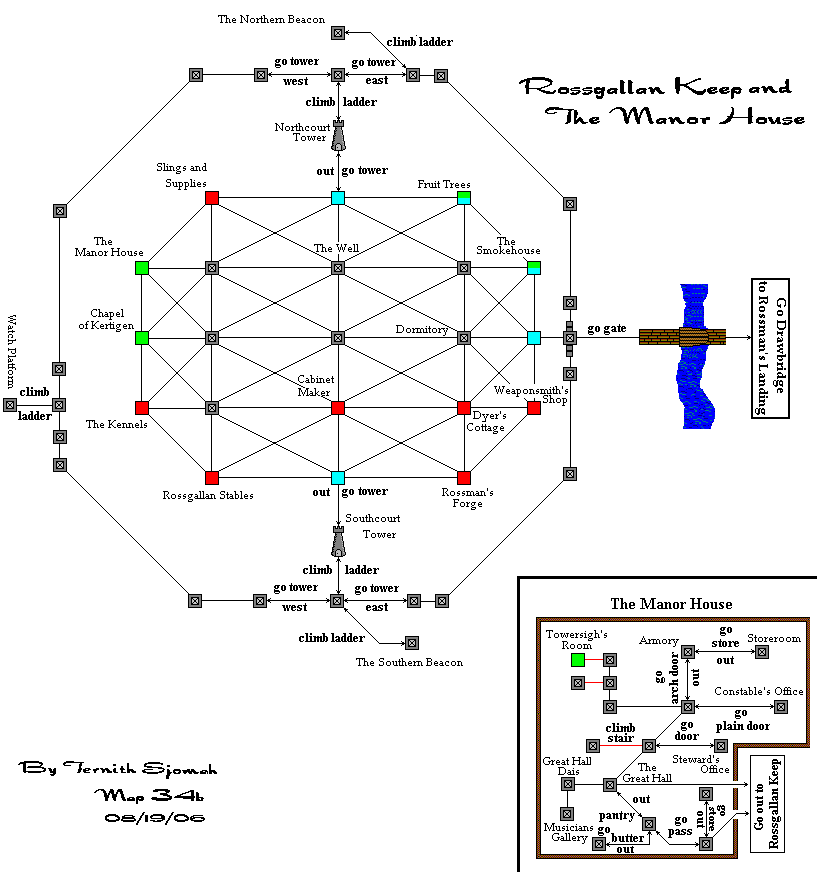 The Northern Beacon
climb ladder
go tower
west
go tower
east
climb ladder
Northcourt
Tower
out go tower
Rossgallan Keep and
The Manor House
Slings and
Supplies
Fruit Trees
The
Manor House
The Well
The
Smokehouse
Chapel
of Kertigen
Dormitory
go gate
Go Drawbridge
to Rossman's Landing
Watch Platform
climb
ladder
Cabinet
Maker
Weaponsmith's
Shop
The Kennels
Dyer's
Cottage
Rossgallan Stables
out go tower
Rossman's
Forge
Southcourt
Tower
climb ladder
go tower
west
go tower
east
climb ladder
The Southern Beacon
The Manor House
Towersigh's
Room
Armory
go
store
out
Storeroom
go
arch door
out
Constable's Office
go
plain door
climb
stair
go
door
Steward's
Office
Great Hall
Dais
The
Great Hall
out
pantry
go
store
out
Musicians
Gallery
go
butter
out
go
pass
Go out to
Rossgallan Keep
By Ternith Sjomah
Map 34b
08/19/06